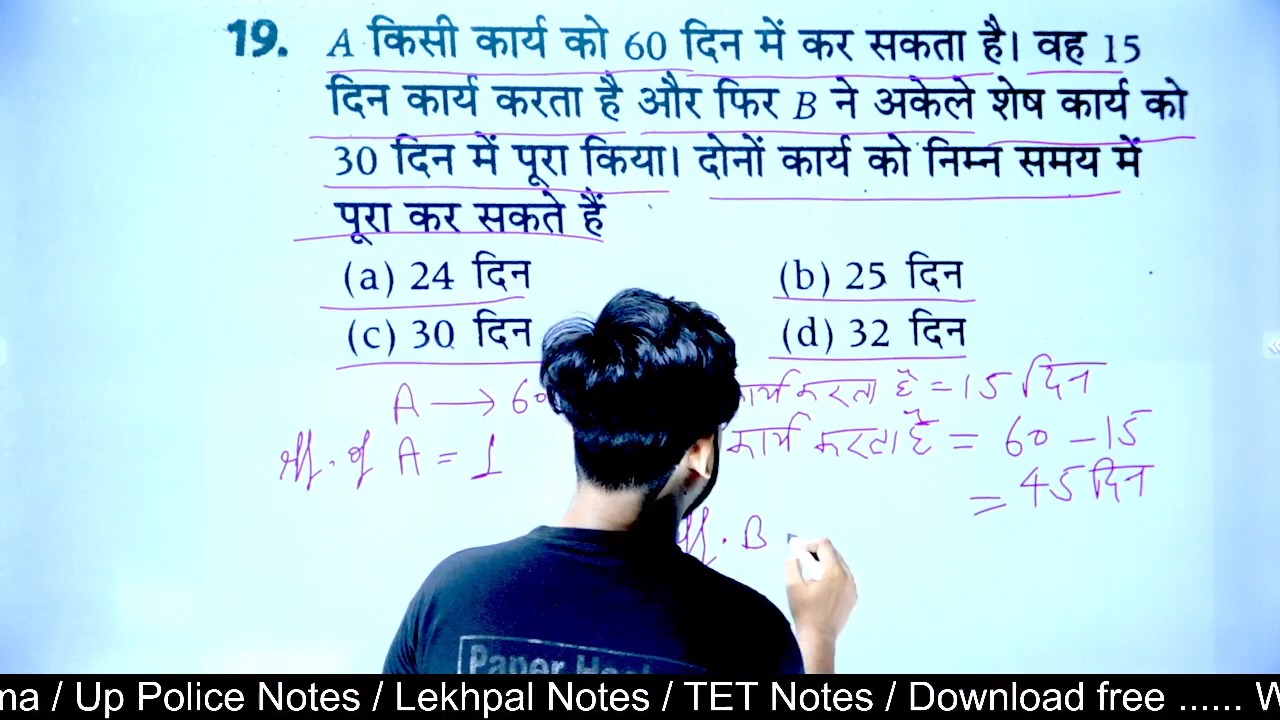 19. A किसी कार्य को 60 दिन में कर सकता है। वह 15
दिन कार्य करता है और फिर B ने अकेले शेष कार्य को
30 दिन में पूरा किया। दोनों कार्य को निम्न समय में
पूरा कर सकते हैं
(a) 24 दिन (b) 25 दिन
(c) 30 दिन (d) 32 दिन
A → 60 कार्य करता है = 15 दिन
eff. of A = 1 कार्य करता है = 60 - 15
= 45 दिन
eff. B
ma / Up Police Notes / Lekhpal Notes / TET Notes / Download free ...... W